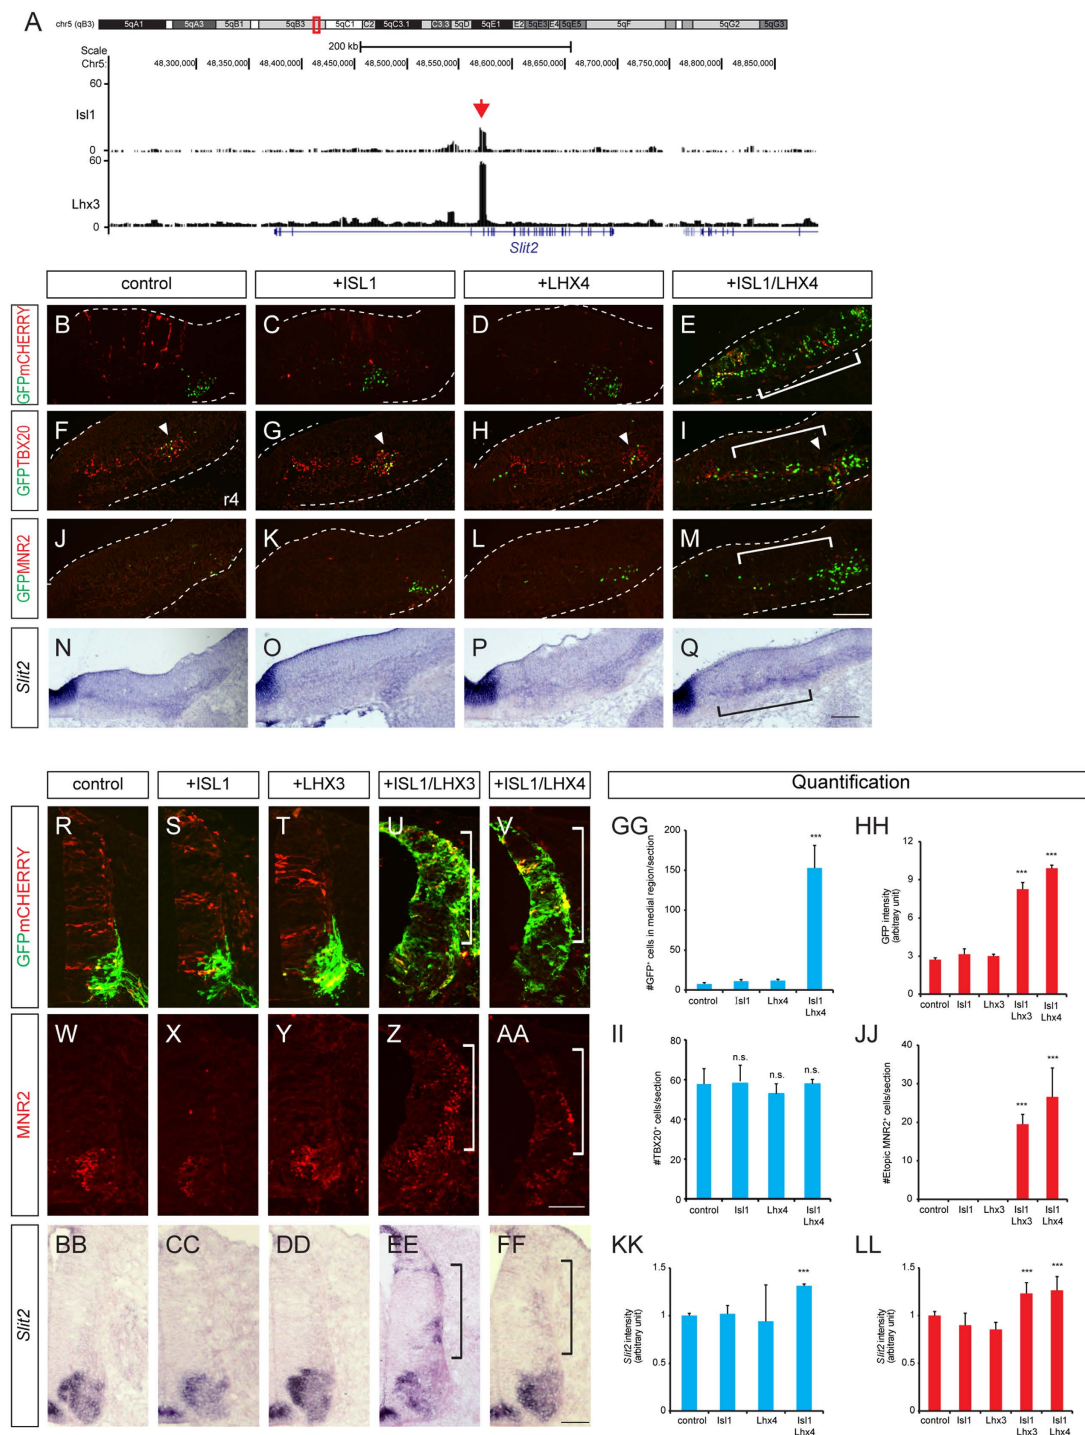 A
chr5 (qB3)
5qA1
5qA3
5qB1
5qB3
5qC1
C2
5qC3.1
C3.3
5qD
5qE1
E2
5qE3
E4
5qE5
5qF
5qG2
5qG3
Scale
200 kb
Chr5:
48,300,000
48,350,000
48,400,000
48,450,000
48,500,000
48,550,000
48,600,000
48,650,000
48,700,000
48,750,000
48,800,000
48,850,000
60
Isl1
0
60
Lhx3
0
Slit2
control
+ISL1
+LHX4
+ISL1/LHX4
GFPmCHERRY
B
C
D
E
GFPTBX20
F
r4
G
H
I
GFPMNR2
J
K
L
M
Slit2
N
O
P
Q
control
+ISL1
+LHX3
+ISL1/LHX3
+ISL1/LHX4
GFPmCHERRY
R
S
T
U
V
MNR2
W
X
Y
Z
AA
Slit2
BB
CC
DD
EE
FF
Quantification
GG
#GFP⁺ cells in medial region/section
200
150
100
50
0
***
control
Isl1
Lhx4
Isl1
Lhx4
HH
GFP intensity
(arbitrary unit)
12
9
6
3
0
***
***
control
Isl1
Lhx3
Isl1
Lhx3
Isl1
Lhx4
II
#TBX20⁺ cells/section
80
60
40
20
0
n.s.
n.s.
n.s.
control
Isl1
Lhx4
Isl1
Lhx4
JJ
#Etopic MNR2⁺ cells/section
40
30
20
10
0
***
***
control
Isl1
Lhx3
Isl1
Lhx3
Isl1
Lhx4
KK
Slit2 intensity
(arbitrary unit)
1.5
1
0.5
0
***
control
Isl1
Lhx4
Isl1
Lhx4
LL
Slit2 intensity
(arbitrary unit)
1.5
1
0.5
0
***
***
control
Isl1
Lhx3
Isl1
Lhx3
Isl1
Lhx4